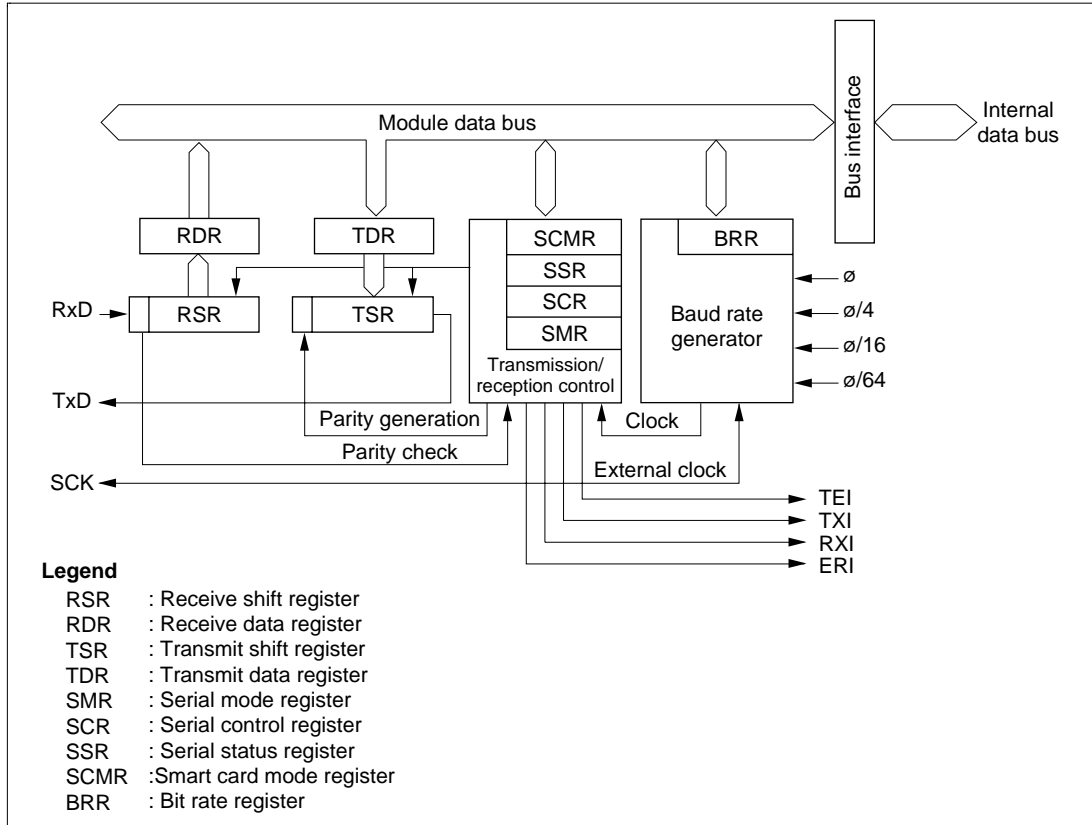 Module data bus
Bus interface
Internal
data bus
RDR
TDR
SCMR
SSR
SCR
SMR
Transmission/
reception control
BRR
Baud rate
generator
ø
ø/4
ø/16
ø/64
RxD
RSR
TSR
TxD
Parity generation
Parity check
Clock
External clock
SCK
TEI
TXI
RXI
ERI
Legend
RSR : Receive shift register
RDR : Receive data register
TSR : Transmit shift register
TDR : Transmit data register
SMR : Serial mode register
SCR : Serial control register
SSR : Serial status register
SCMR :Smart card mode register
BRR : Bit rate register